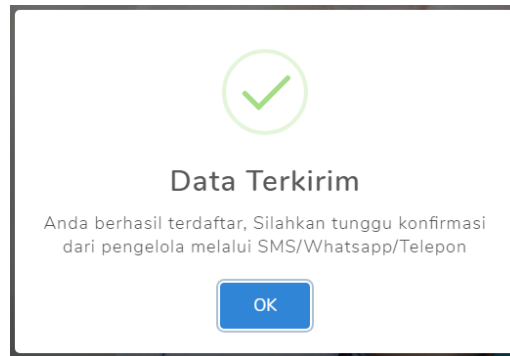 Data Terkirim
Anda berhasil terdaftar, Silahkan tunggu konfirmasi
dari pengelola melalui SMS/Whatsapp/Telepon
OK